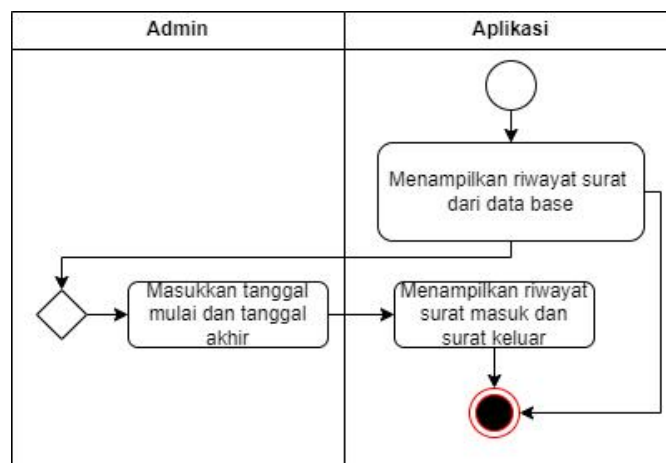 Admin
Aplikasi
Menampilkan riwayat surat
dari data base
Masukkan tanggal
mulai dan tanggal
akhir
Menampilkan riwayat
surat masuk dan
surat keluar